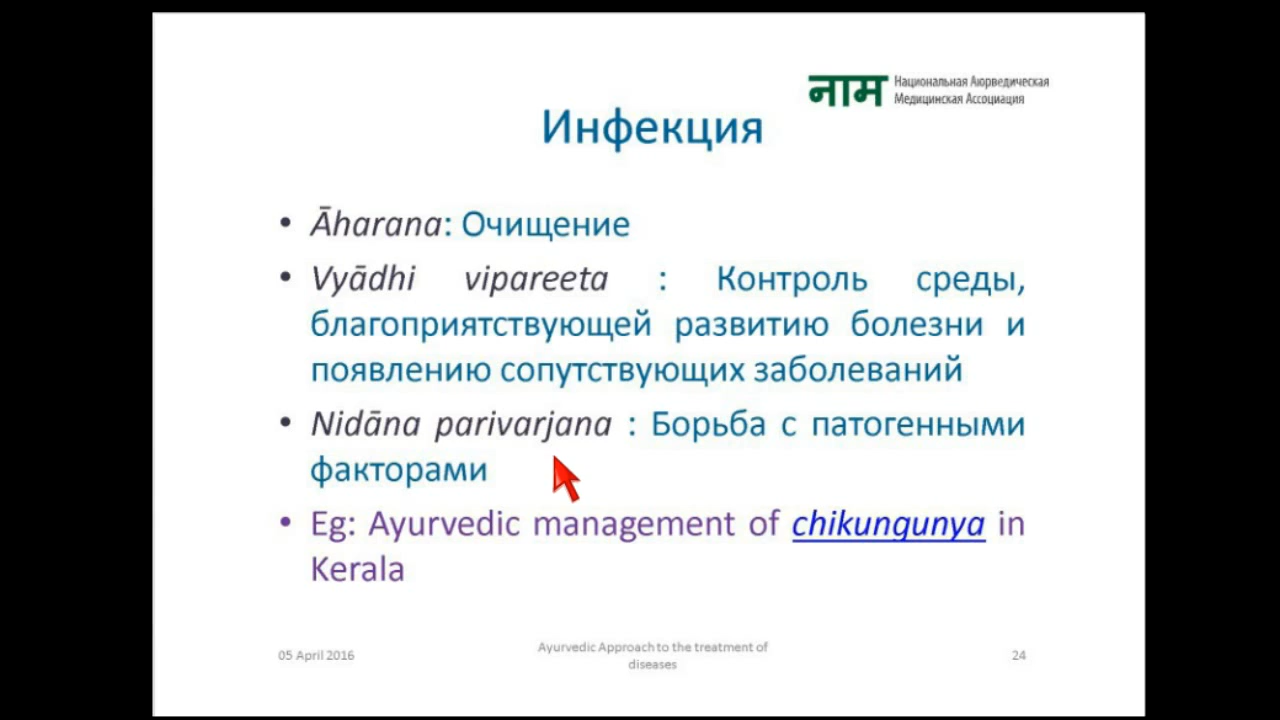 नाम
Национальная Аюрведическая
Медицинская Ассоциация
Инфекция
• Āharana: Очищение
• Vyādhi vipareeta : Контроль среды,
благоприятствующей развитию болезни и
появлению сопутствующих заболеваний
• Nidāna parivarjana : Борьба с патогенными
факторами
• Eg: Ayurvedic management of chikungunya in
Kerala
05 April 2016
Ayurvedic Approach to the treatment of
diseases
24